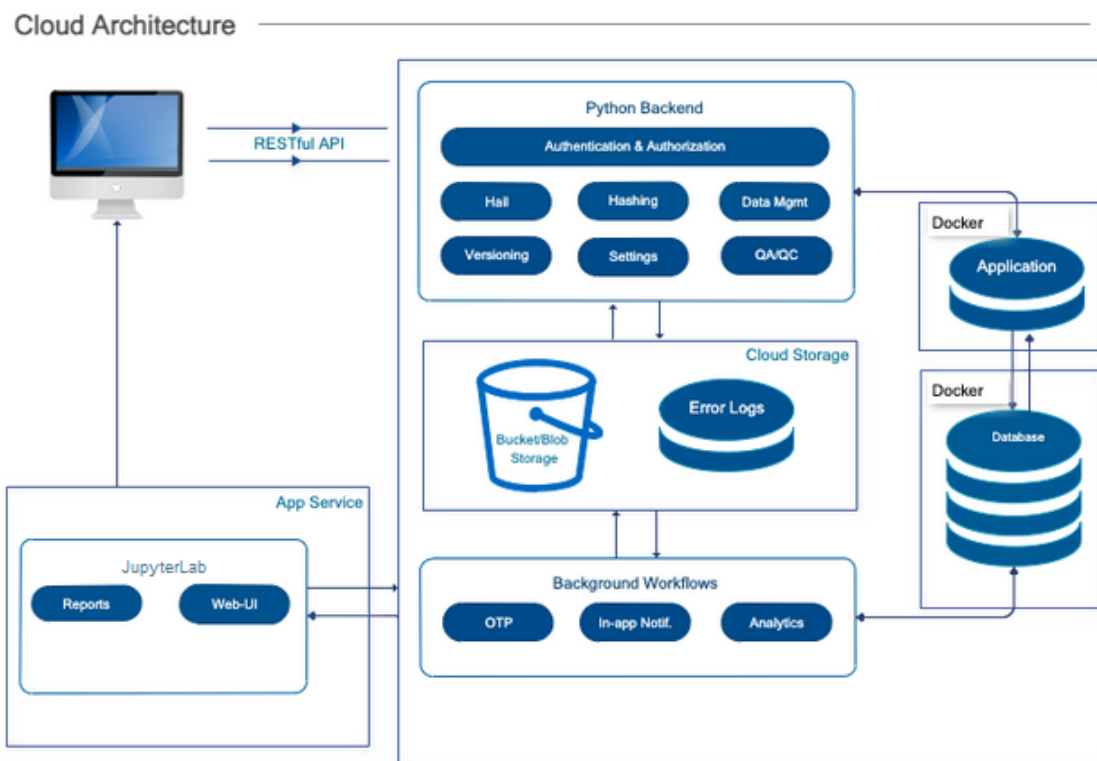 Cloud Architecture
RESTful API
Python Backend
Authentication & Authorization
Hail
Hashing
Data Mgmt
Versioning
Settings
QA/QC
Docker
Application
Cloud Storage
Bucket/Blob
Storage
Error Logs
Docker
Database
App Service
JupyterLab
Reports
Web-UI
Background Workflows
OTP
In-app Notif.
Analytics